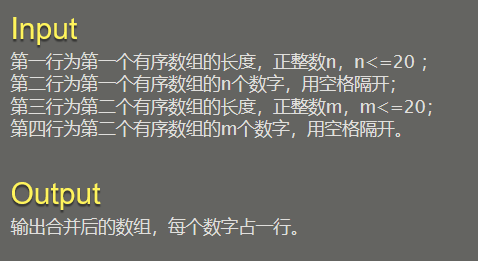 Input
第一行为第一个有序数组的长度，正整数n，n<=20 ；
第二行为第一个有序数组的n个数字，用空格隔开；
第三行为第二个有序数组的长度，正整数m，m<=20；
第四行为第二个有序数组的m个数字，用空格隔开。
Output
输出合并后的数组，每个数字占一行。